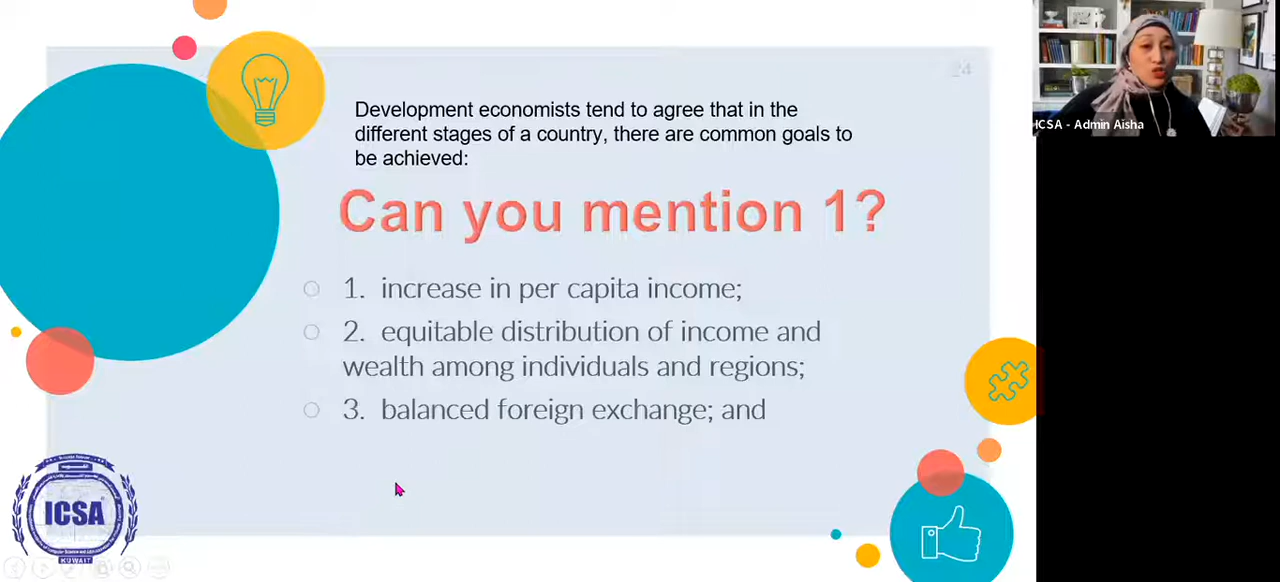 24
Development economists tend to agree that in the
different stages of a country, there are common goals to
be achieved:
Can you mention 1?
1. increase in per capita income;
2. equitable distribution of income and
wealth among individuals and regions;
3. balanced foreign exchange; and
ICSA - Admin Aisha
ICSA
KUWAIT